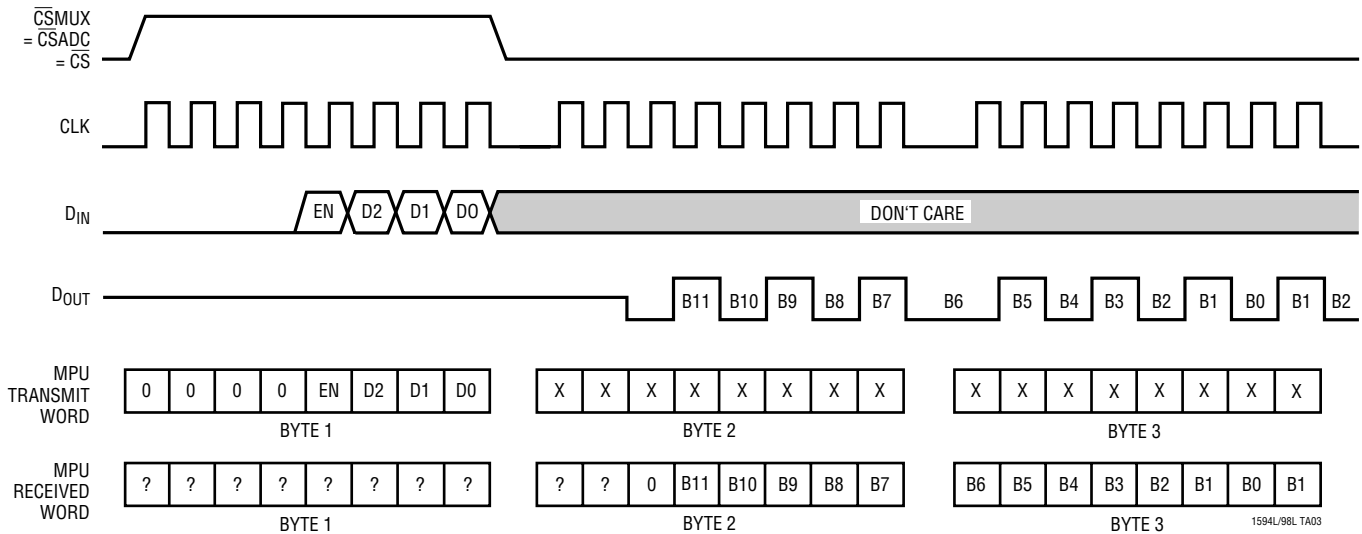 CSMUX
= CSADC
= CS
CLK
DIN
EN D2 D1 DO
DON'T CARE
DOUT
B11 B10 B9 B8 B7 B6 B5 B4 B3 B2 B1 B0 B1 B2
MPU
TRANSMIT
WORD
0 0 0 0 EN D2 D1 D0
X X X X X X X X
X X X X X X X X
BYTE 1
BYTE 2
BYTE 3
MPU
RECEIVED
WORD
? ? ? ? ? ? ? ?
? ? 0 B11 B10 B9 B8 B7
B6 B5 B4 B3 B2 B1 B0 B1
BYTE 1
BYTE 2
BYTE 3
1594L/98L TA03